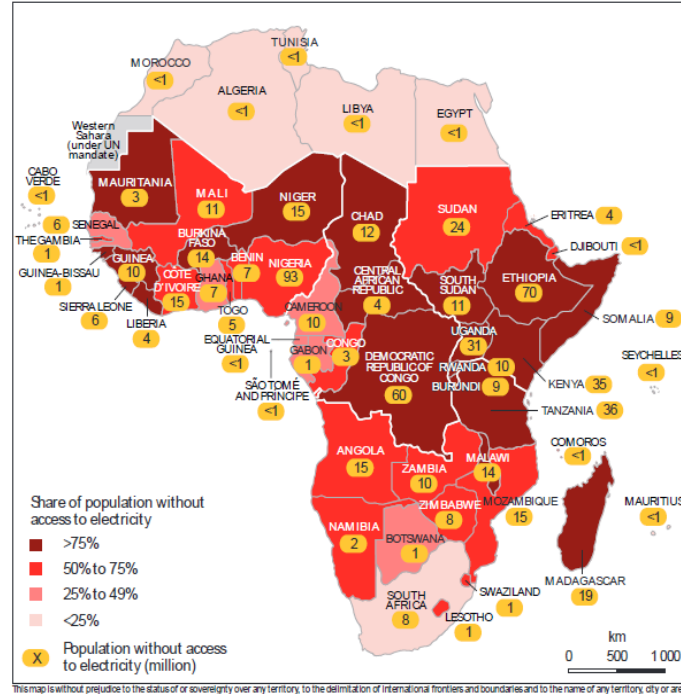 TUNISIA
<1
MOROCCO
<1
ALGERIA
<1
LIBYA
<1
EGYPT
<1
Western
Sahara
(under UN
mandate)
CABO
VERDE
<1
MAURITANIA
3
MALI
11
NIGER
15
CHAD
12
SUDAN
24
ERITREA 4
DJIBOUTI <1
6 SENEGAL
THE GAMBIA
1
GUINEA-BISSAU
1
GUINEA
10
SIERRA LEONE
6
LIBERIA
4
CÔTE
D'IVOIRE
15
BURKINA
FASO
14
GHANA
7
TOGO
5
BENIN
7
NIGERIA
93
CAMEROON
10
EQUATORIAL
GUINEA
<1
SÃO TOMÉ
AND PRINCIPE
<1
GABON
1
CONGO
3
CENTRAL
AFRICAN
REPUBLIC
4
SOUTH
SUDAN
11
ETHIOPIA
70
SOMALIA 9
UGANDA
31
KENYA 35
RWANDA 10
BURUNDI 9
DEMOCRATIC
REPUBLIC OF
CONGO
60
TANZANIA 36
SEYCHELLES
<1
COMOROS
<1
ANGOLA
15
ZAMBIA
10
MALAWI
14
MOZAMBIQUE
15
ZIMBABWE
8
NAMIBIA
2
BOTSWANA
1
MAURITIUS
<1
MADAGASCAR
19
SWAZILAND
1
LESOTHO
1
SOUTH
AFRICA
8
Share of population without
access to electricity
>75%
50% to 75%
25% to 49%
<25%
X Population without access
to electricity (million)
km
0 500 1 000
This map is without prejudice to the status of or sovereignty over any territory, to the delimitation of international frontiers and boundaries and to the name of any territory, city or area